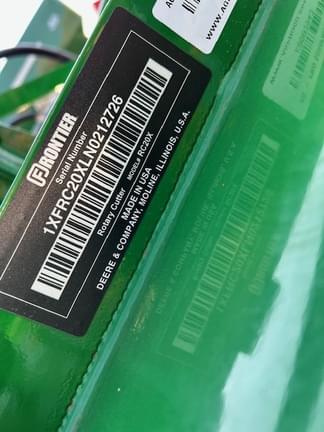 FRONTIER
Serial Number
1XFRC20XLN0212726
Rotary Cutter MODEL# RC20X
MADE IN USA
DEERE & COMPANY, MOLINE, ILLINOIS, U.S.A.